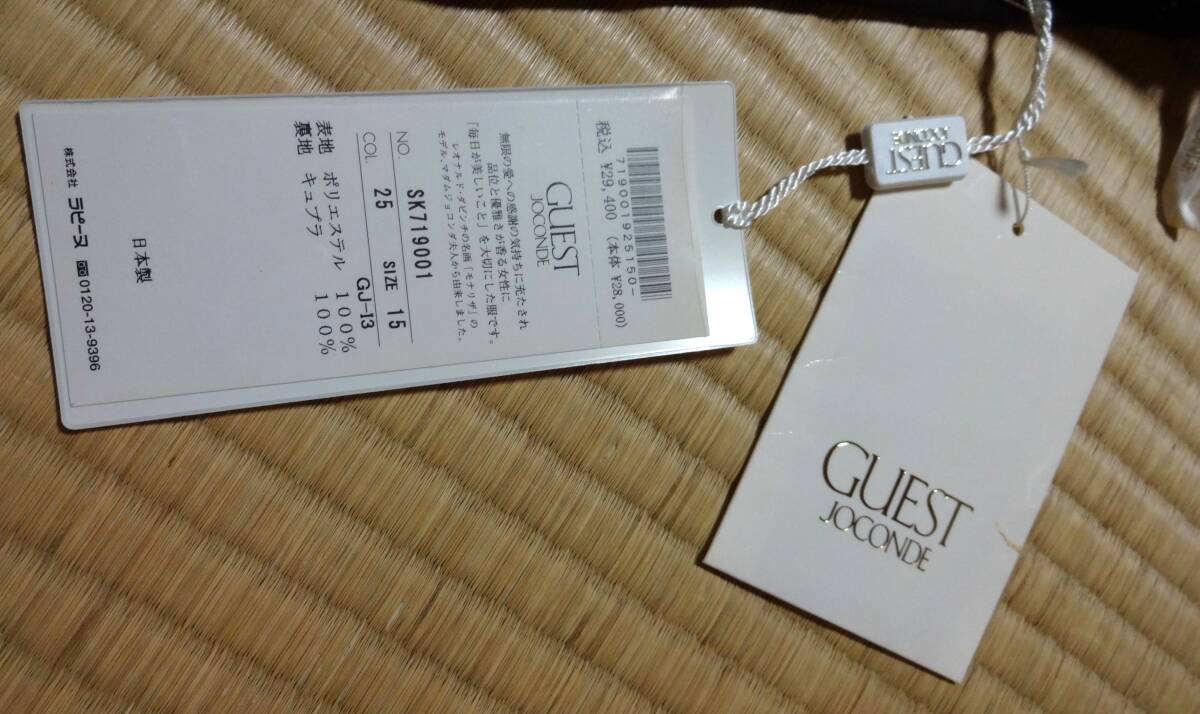 7190019251​50-
税込 ¥29,400 (本体 ¥28,000)
GUEST
JOCONDE
無限の愛への感謝の気持ちに充たされ
品位と優雅さが香る女性に
「毎日が美しいこと」を大切にした服です。
レオナルド・ダビンチの名画「モナリザ」の
モデル、マダムジョコンダ夫人から由来しました。
NO. SK719001
COL 25 SIZE 15
GJ-13
表地 ポリエステル 100%
裏地 キュプラ 100%
日本製
株式会社 ラピーヌ 0120-13-9396
GUEST
JOCONDE
GUEST
JOCONDE